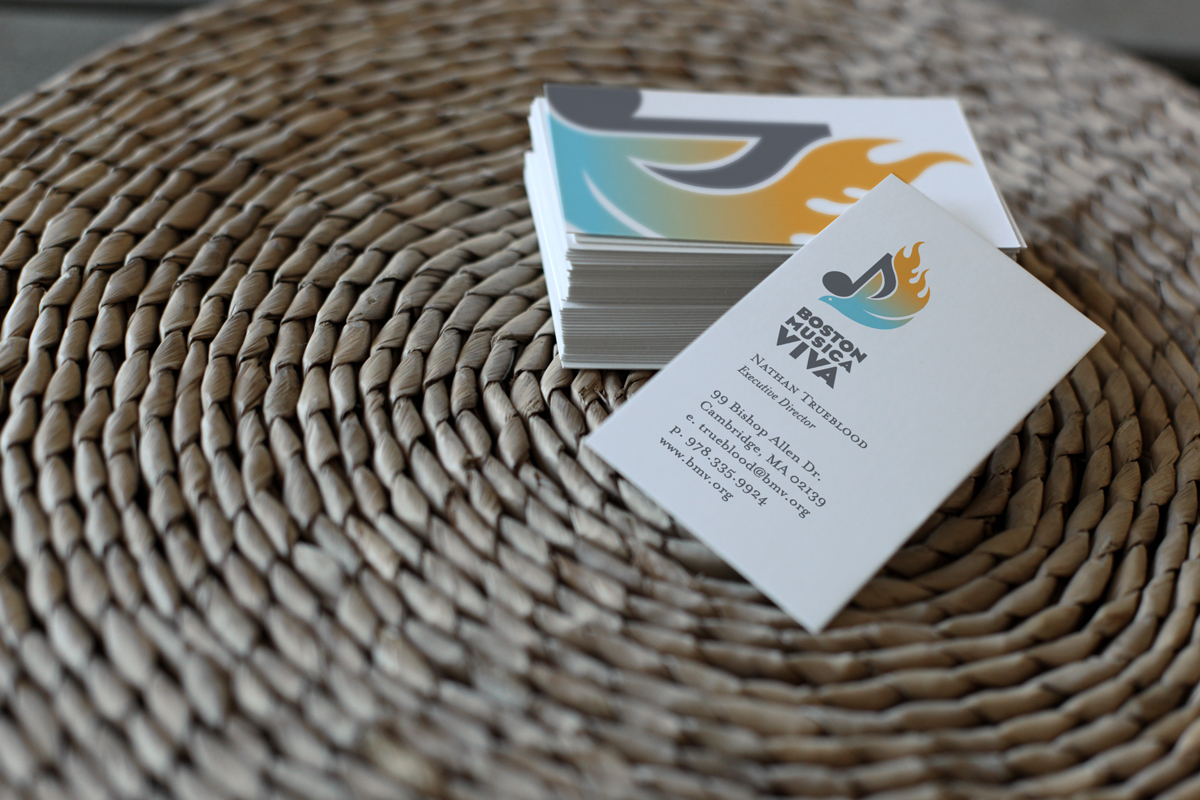 BOSTON
MUSICA
VIVA
Nathan Trueblood
Executive Director
99 Bishop Allen Dr.
Cambridge, MA 02139
e. trueblood@bmv.org
p. 978.335.9924
www.bmv.org